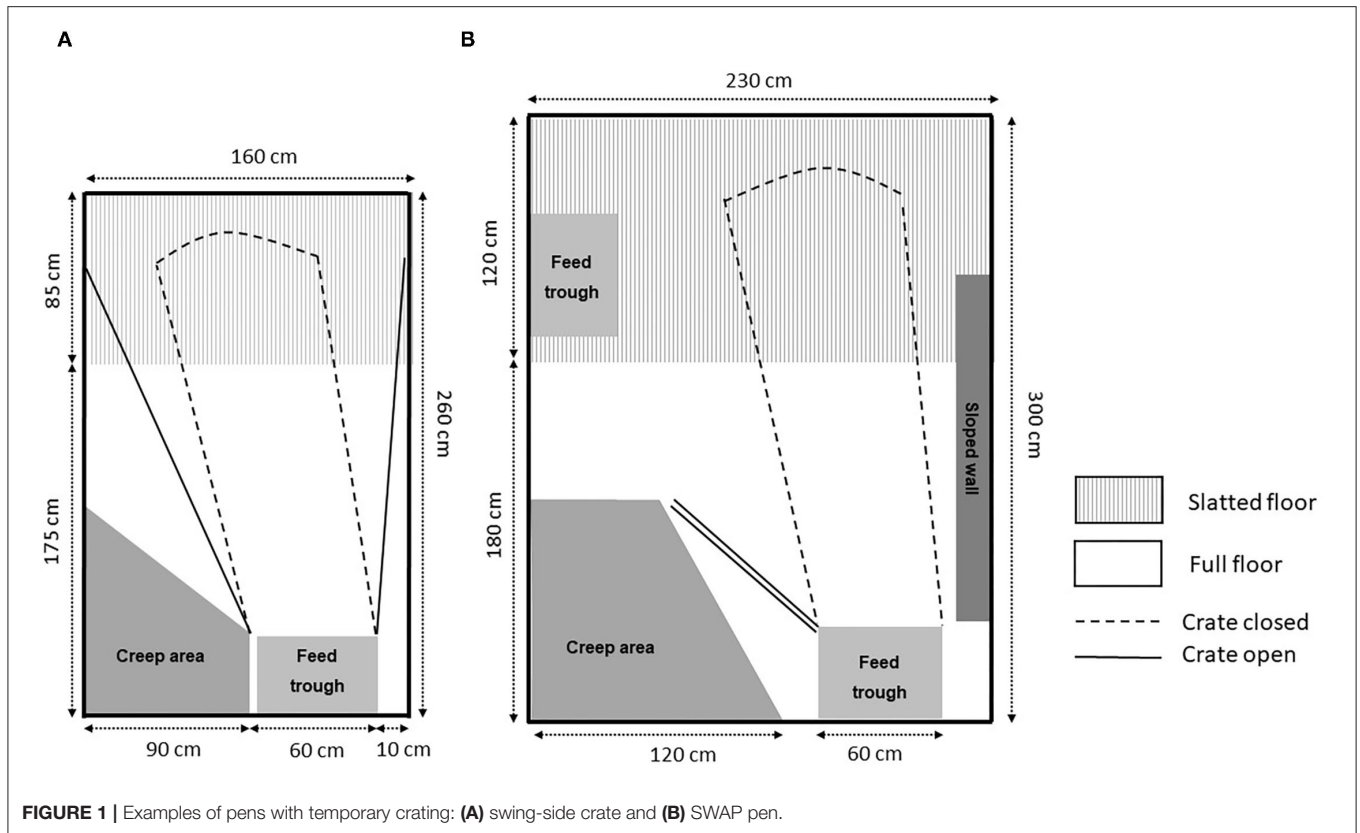 A
160 cm
85 cm
175 cm
260 cm
Creep area
Feed
trough
90 cm
60 cm
10 cm
B
230 cm
120 cm
180 cm
300 cm
Feed
trough
Sloped wall
Creep area
Feed
trough
120 cm
60 cm
Slatted floor
Full floor
Crate closed
Crate open
FIGURE 1 | Examples of pens with temporary crating: (A) swing-side crate and (B) SWAP pen.